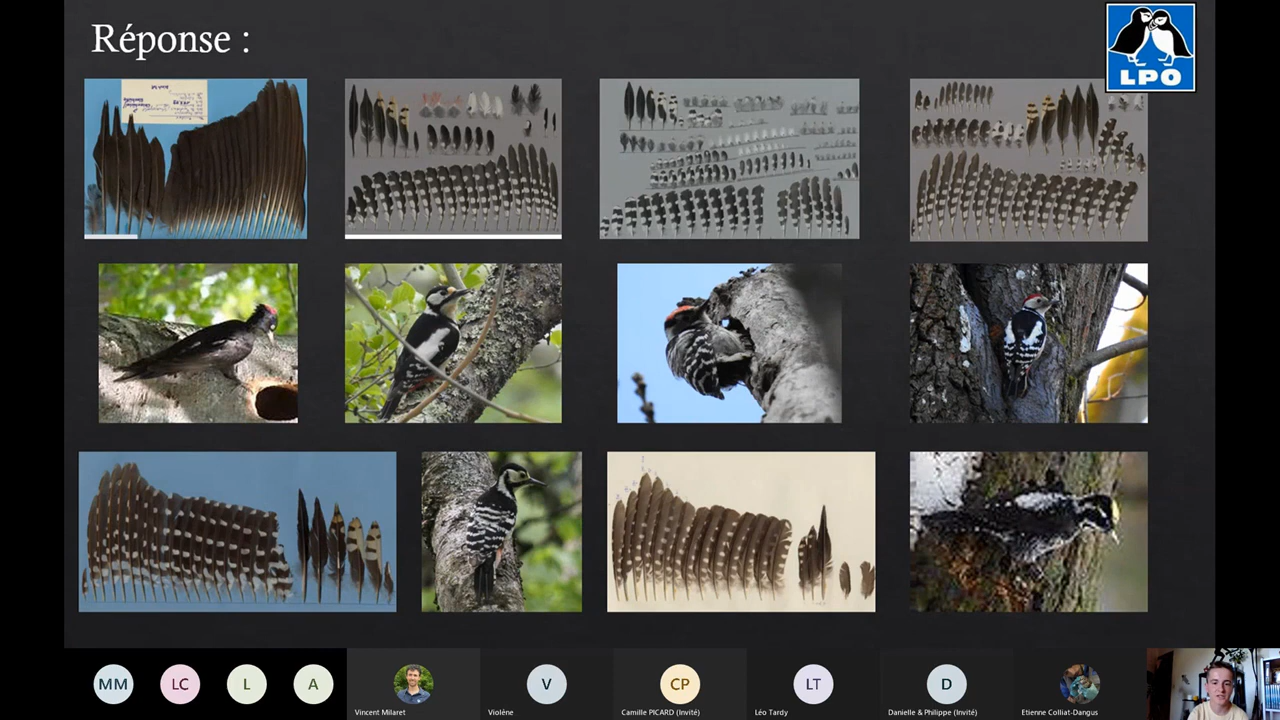 Réponse :
LPO
MM
LC
L
A
V
CP
LT
D
Vincent Milaret
Violène
Camille PICARD (Invité)
Léo Tardy
Danielle & Philippe (Invité)
Etienne Colliat-Dangus